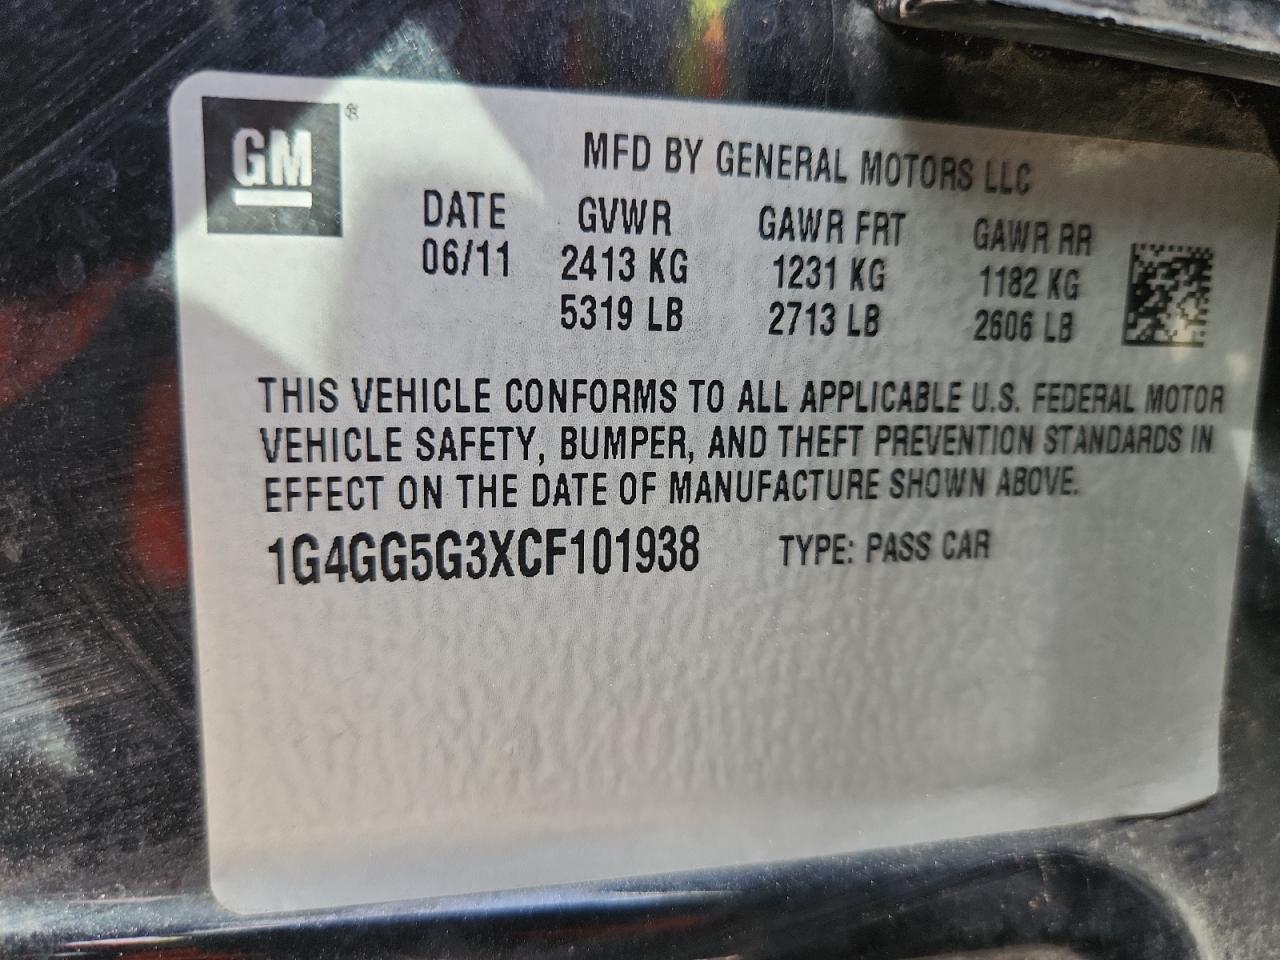 GM®
MFD BY GENERAL MOTORS LLC
DATE GVWR GAWR FRT GAWR RR
06/11 2413 KG 1231 KG 1182 KG
5319 LB 2713 LB 2606 LB
THIS VEHICLE CONFORMS TO ALL APPLICABLE U.S. FEDERAL MOTOR
VEHICLE SAFETY, BUMPER, AND THEFT PREVENTION STANDARDS IN
EFFECT ON THE DATE OF MANUFACTURE SHOWN ABOVE.
1G4GG5G3XCF101938 TYPE: PASS CAR